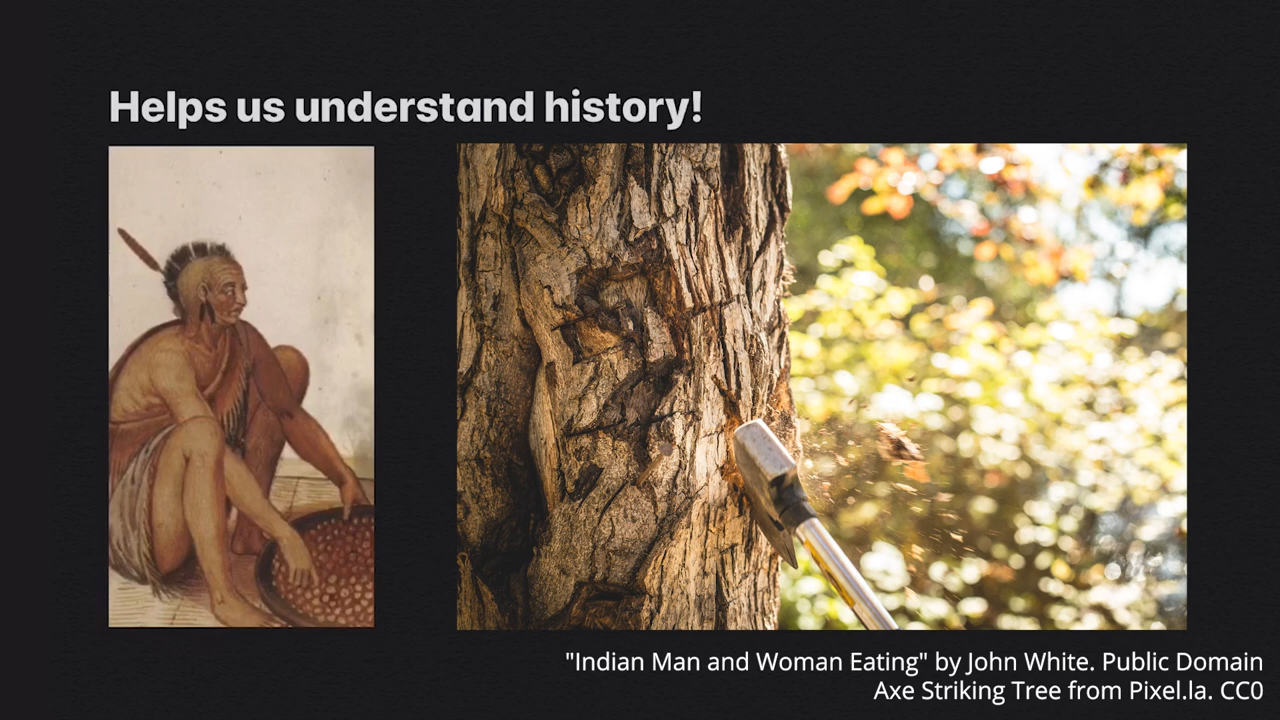 Helps us understand history!
"Indian Man and Woman Eating" by John White. Public Domain
Axe Striking Tree from Pixel.la. CC0